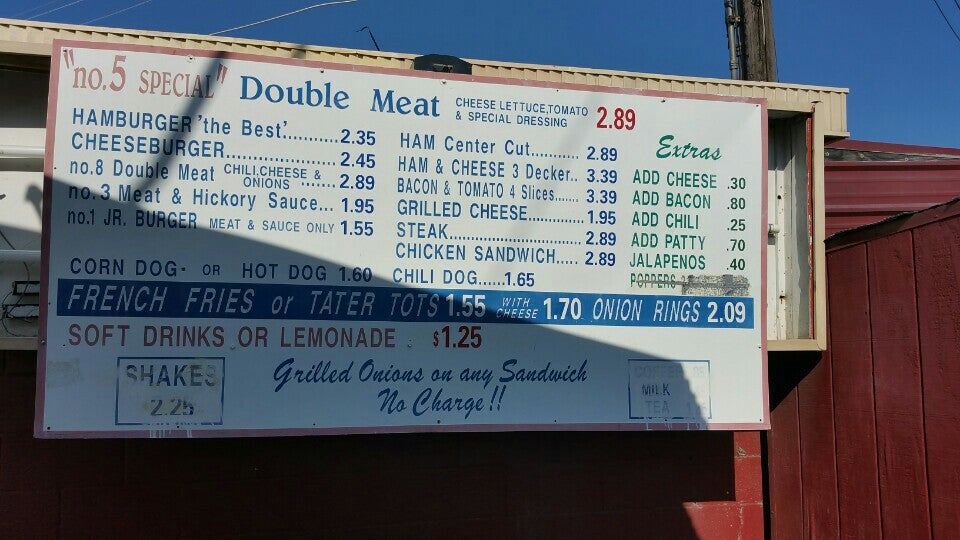 "no.5 SPECIAL" Double Meat CHEESE LETTUCE,TOMATO & SPECIAL DRESSING 2.89
HAMBURGER 'the Best'..........2.35
CHEESEBURGER......................2.45
no.8 Double Meat CHILI,CHEESE & ONIONS .......2.89
no.3 Meat & Hickory Sauce... 1.95
no.1 JR. BURGER MEAT & SAUCE ONLY 1.55
HAM Center Cut........... 2.89
HAM & CHEESE 3 Decker.. 3.39
BACON & TOMATO 4 Slices....... 3.39
GRILLED CHEESE.............. 1.95
STEAK............................ 2.89
CHICKEN SANDWICH..... 2.89
Extras
ADD CHEESE .30
ADD BACON .80
ADD CHILI .25
ADD PATTY .70
JALAPENOS .40
POPPERS
CORN DOG OR HOT DOG 1.60 CHILI DOG......1.65
FRENCH FRIES or TATER TOTS 1.55 WITH CHEESE 1.70 ONION RINGS 2.09
SOFT DRINKS OR LEMONADE $1.25
SHAKES
2.25
Grilled Onions on any Sandwich
No Charge!!
COFFEE
MILK
TEA